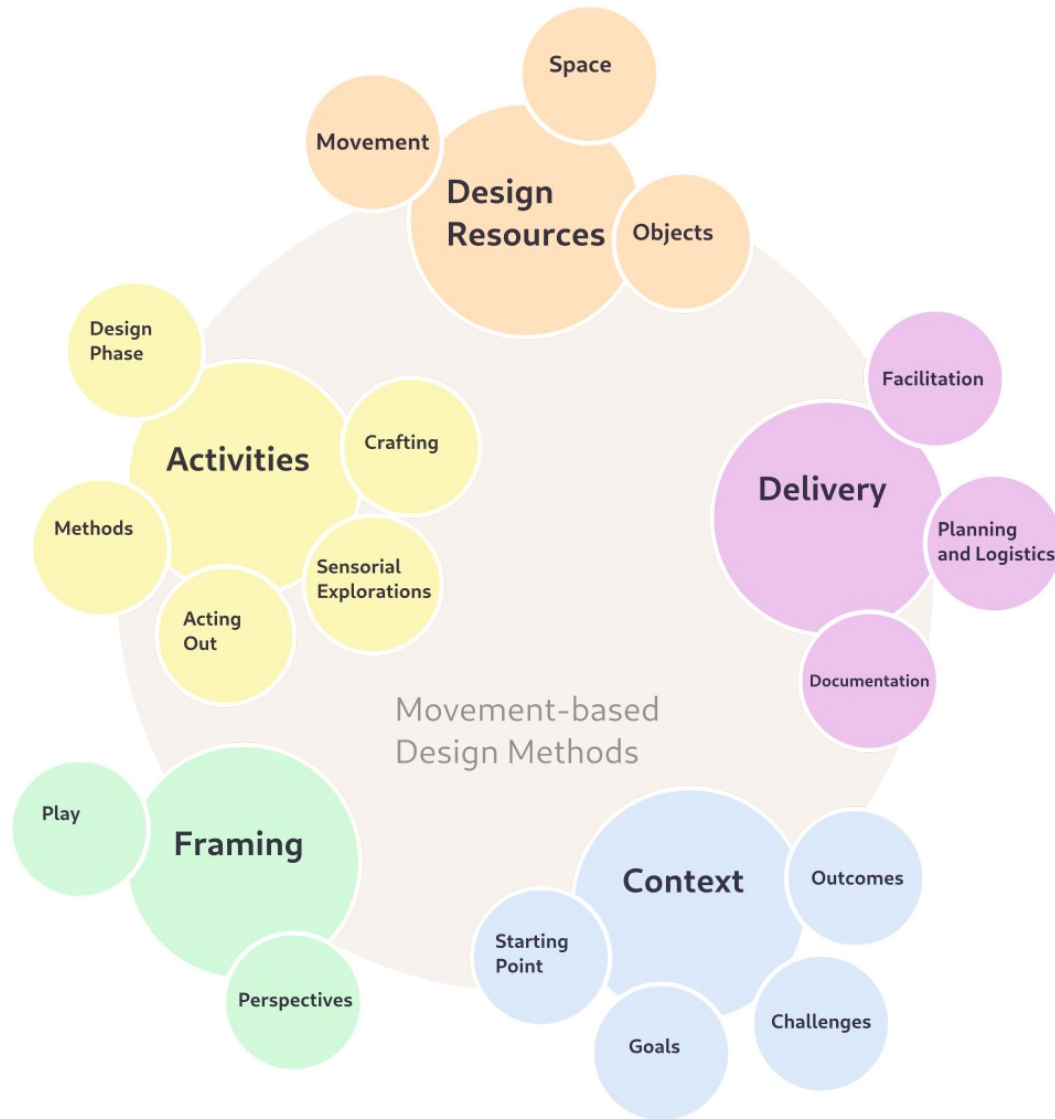 Space
Movement
Design
Resources
Objects
Design
Phase
Activities
Crafting
Methods
Sensorial
Explorations
Acting
Out
Facilitation
Delivery
Planning
and Logistics
Documentation
Movement-based
Design Methods
Play
Framing
Perspectives
Context
Outcomes
Starting
Point
Goals
Challenges